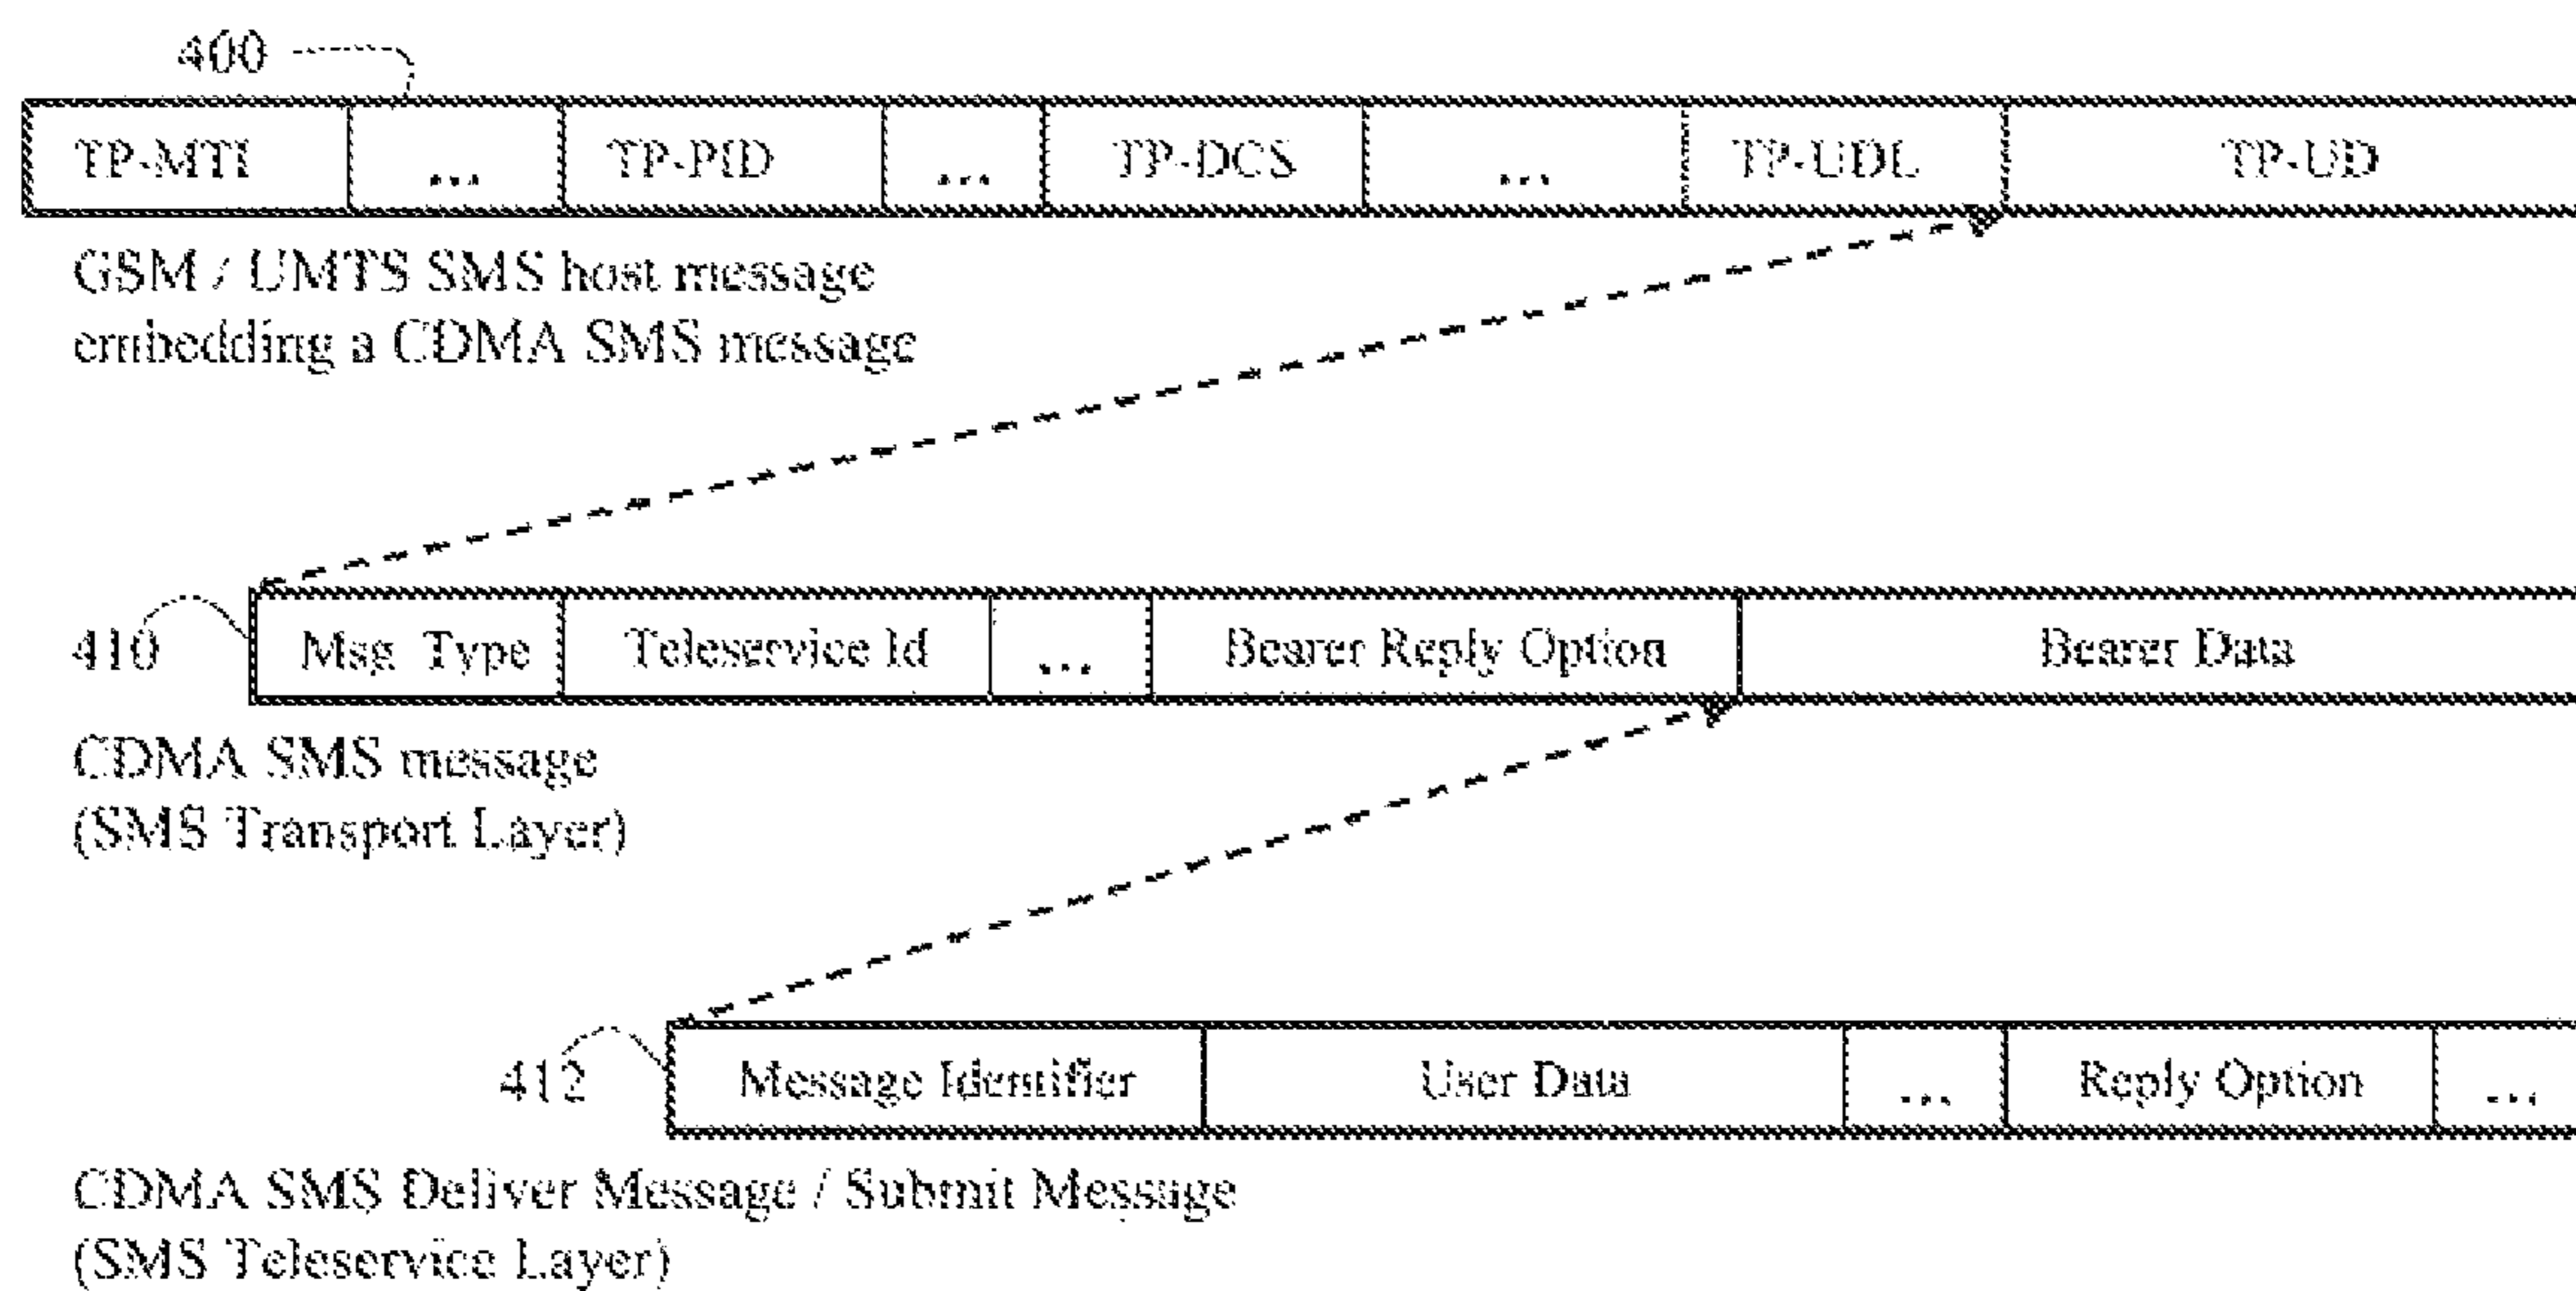 400
TP-MTI ... TP-PID ... TP-DCS ... TP-UDL TP-UD
GSM / UMTS SMS host message
embedding a CDMA SMS message
410 Msg Type Teleservice Id ... Bearer Reply Option Bearer Data
CDMA SMS message
(SMS Transport Layer)
412 Message Identifier User Data ... Reply Option ...
CDMA SMS Deliver Message / Submit Message
(SMS Teleservice Layer)